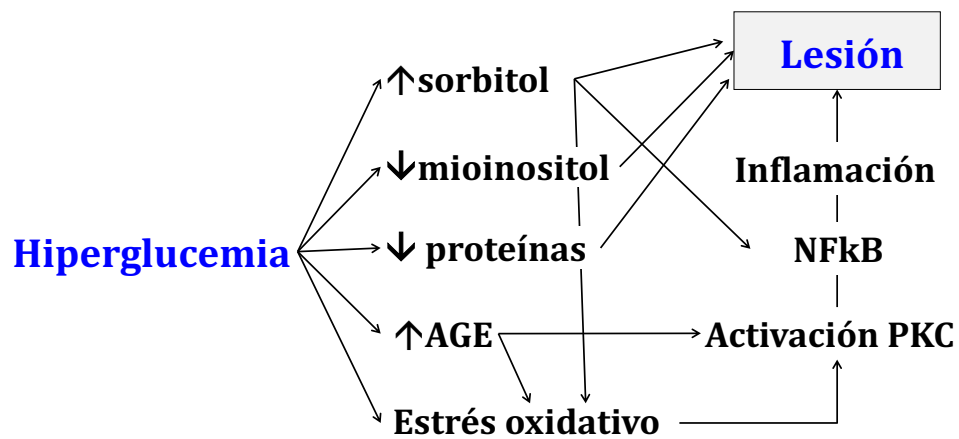 Lesión
↑sorbitol
↓mioinositol
Inflamación
Hiperglucemia
↓ proteínas
NFkB
↑AGE
Activación PKC
Estrés oxidativo